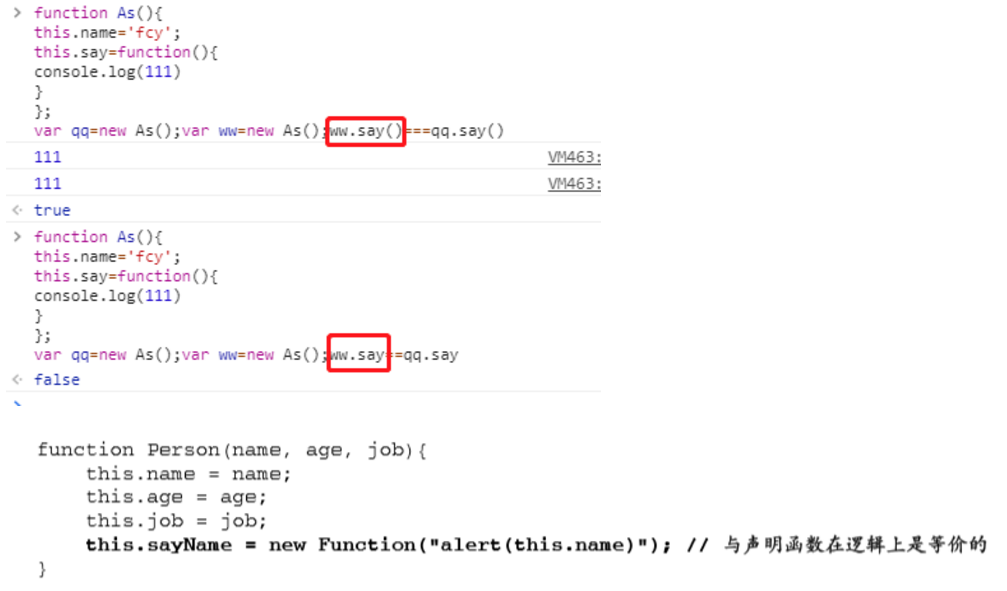 > function As(){
this.name='fcy';
this.say=function(){
console.log(111)
}
};
var qq=new As();var ww=new As();ww.say()===qq.say()
111 VM463:
111 VM463:
< true
> function As(){
this.name='fcy';
this.say=function(){
console.log(111)
}
};
var qq=new As();var ww=new As();ww.say==qq.say
< false
function Person(name, age, job){
this.name = name;
this.age = age;
this.job = job;
this.sayName = new Function("alert(this.name)"); // 与声明函数在逻辑上是等价的
}